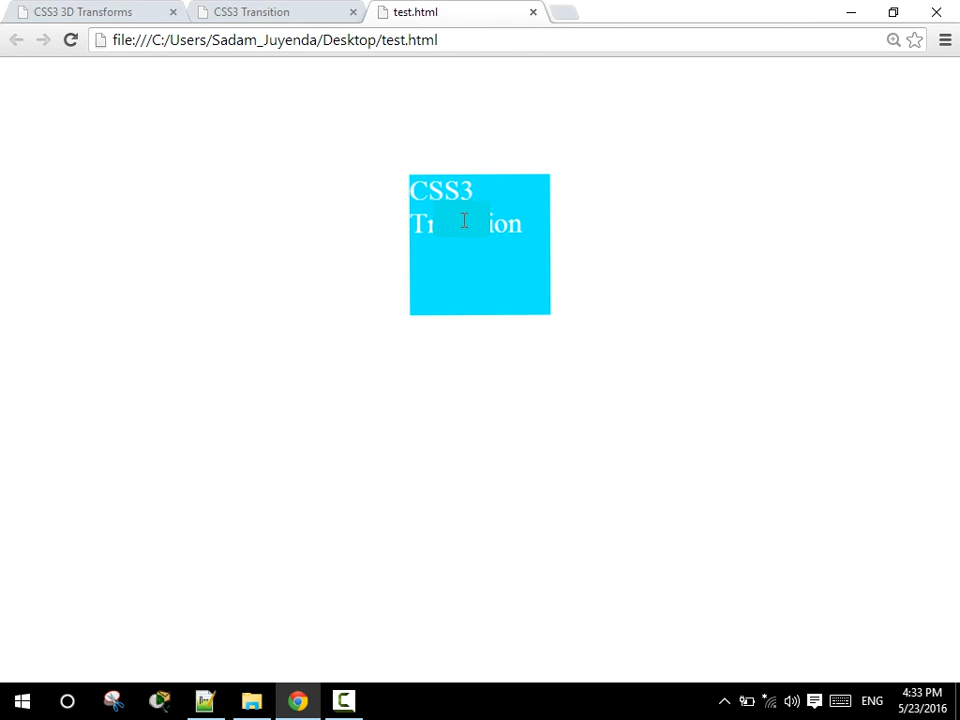 CSS3 3D Transforms
CSS3 Transition
test.html
file:///C:/Users/Sadam_Juyenda/Desktop/test.html
CSS3
ENG
4:33 PM
5/23/2016